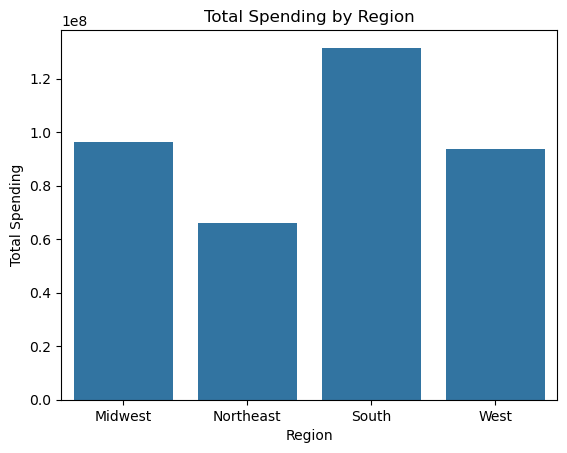 Total Spending by Region
1e8
1.2
1.0
0.8
0.6
0.4
0.2
0.0
Total Spending
Midwest Northeast South West
Region